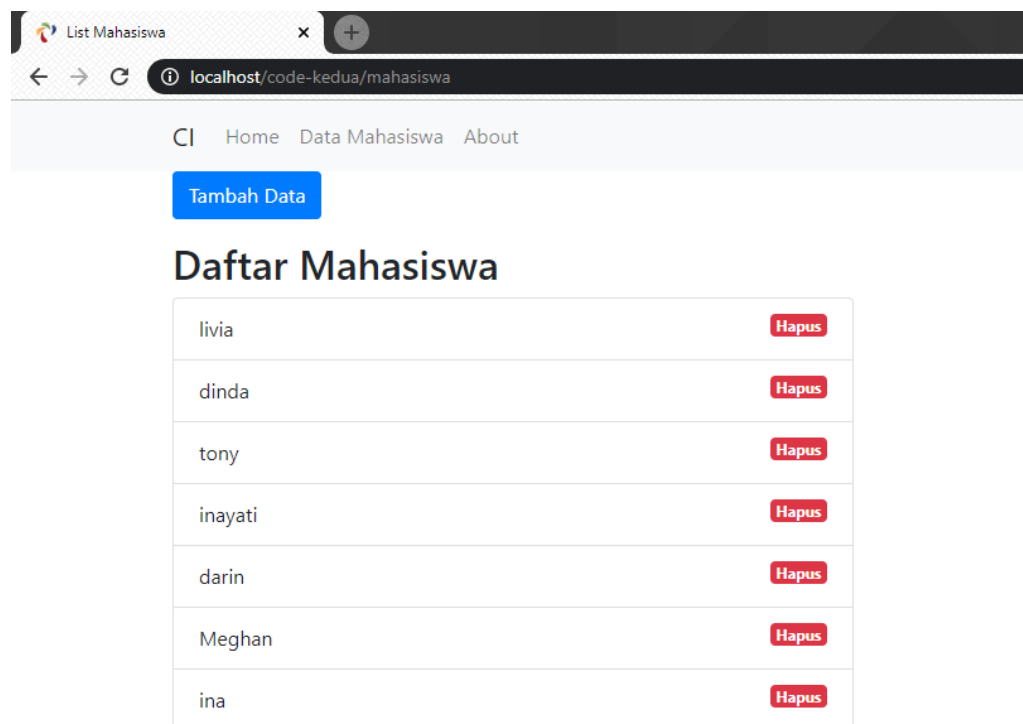 List Mahasiswa
localhost/code-kedua/mahasiswa
CI Home Data Mahasiswa About
Tambah Data
Daftar Mahasiswa
livia Hapus
dinda Hapus
tony Hapus
inayati Hapus
darin Hapus
Meghan Hapus
ina Hapus